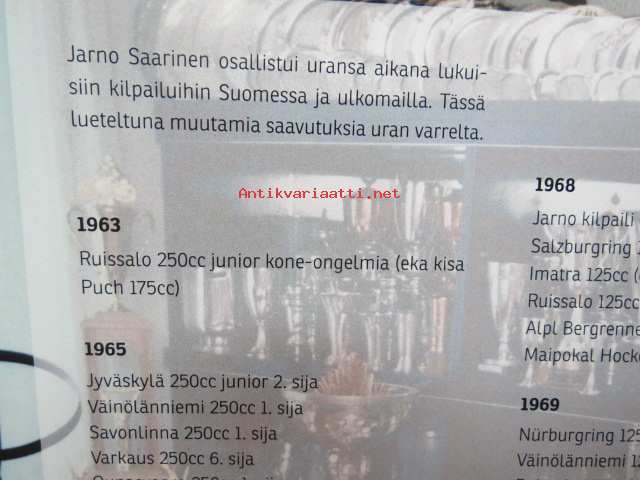 Jarno Saarinen osallistui uransa aikana lukui-
siin kilpailuihin Suomessa ja ulkomailla. Tässä
lueteltuna muutamia saavutuksia uran varrelta.
Antikvariaatti.net
1963
Ruissalo 250cc junior kone-ongelmia (eka kisa
Puch 175cc)
1965
Jyväskylä 250cc junior 2. sija
Väinölänniemi 250cc 1. sija
Savonlinna 250cc 1. sija
Varkaus 250cc 6. sija
1968
Jarno kilpaili
Salzburgring
Imatra 125cc
Ruissalo 125cc
Alpl Bergrenne
Maipokal Hocke
1969
Nürburgring 125
Väinölänniemi 12